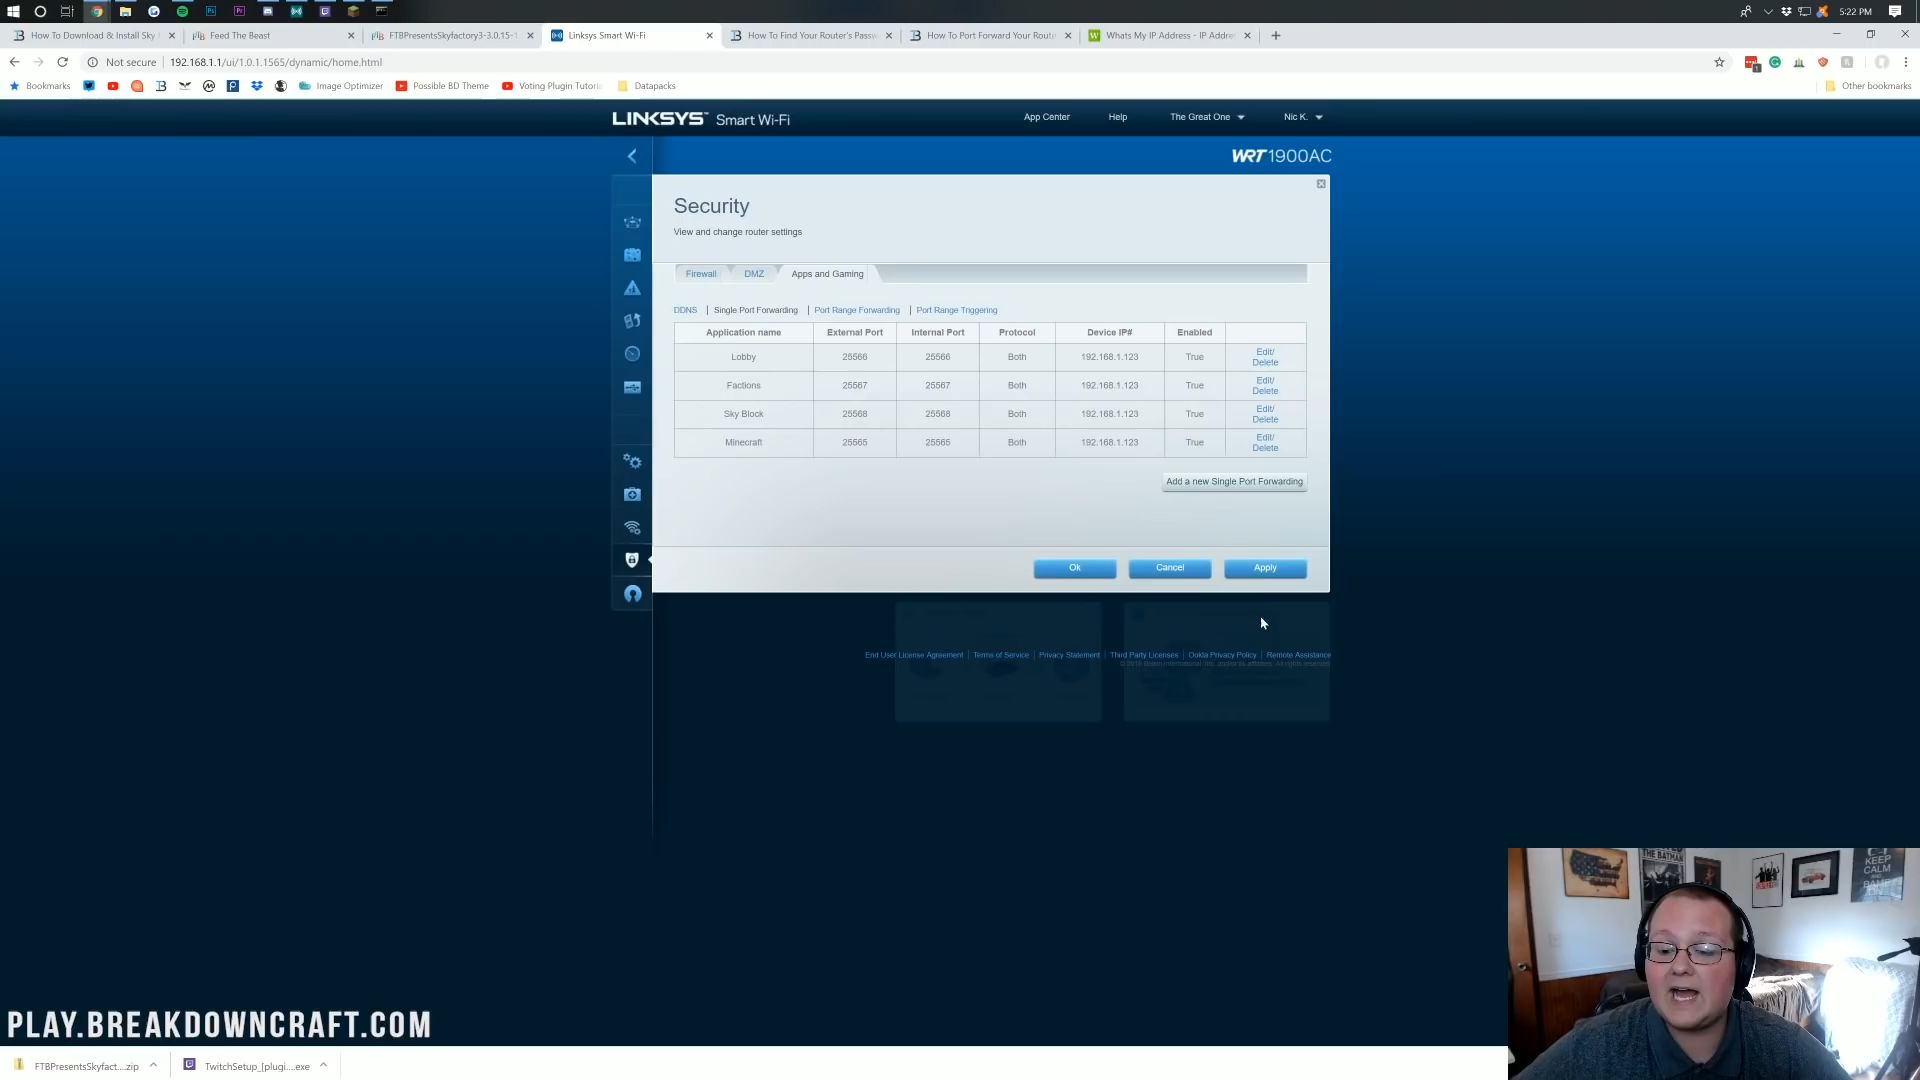 5:22 PM
How To Download & Install Sky
Feed The Beast
FTBPresentsSkyfactory3-3.0.15-1
Linksys Smart Wi-Fi
How To Find Your Router's Passw
How To Port Forward Your Route
Whats My IP Address - IP Addre
Not secure | 192.168.1.1/ui/1.0.1.1565/dynamic/home.html
Bookmarks
Image Optimizer
Possible BD Theme
Voting Plugin Tutoria
Datapacks
Other bookmarks
LINKSYS Smart Wi-Fi
App Center
Help
The Great One
Nic K.
WRT1900AC
Security
View and change router settings
Firewall
DMZ
Apps and Gaming
DDNS | Single Port Forwarding | Port Range Forwarding | Port Range Triggering
Application name External Port Internal Port Protocol Device IP# Enabled
Lobby 25566 25566 Both 192.168.1.123 True Edit/ Delete
Factions 25567 25567 Both 192.168.1.123 True Edit/ Delete
Sky Block 25568 25568 Both 192.168.1.123 True Edit/ Delete
Minecraft 25565 25565 Both 192.168.1.123 True Edit/ Delete
Add a new Single Port Forwarding
Ok
Cancel
Apply
End User License Agreement | Terms of Service | Privacy Statement | Third Party Licenses | Ookla Privacy Policy | Remote Assistance
THE BATMAN
KEEP
CALM
AND
PLAY.BREAKDOWNCRAFT.COM
FTBPresentsSkyfact....zip
TwitchSetup_[plugi....exe